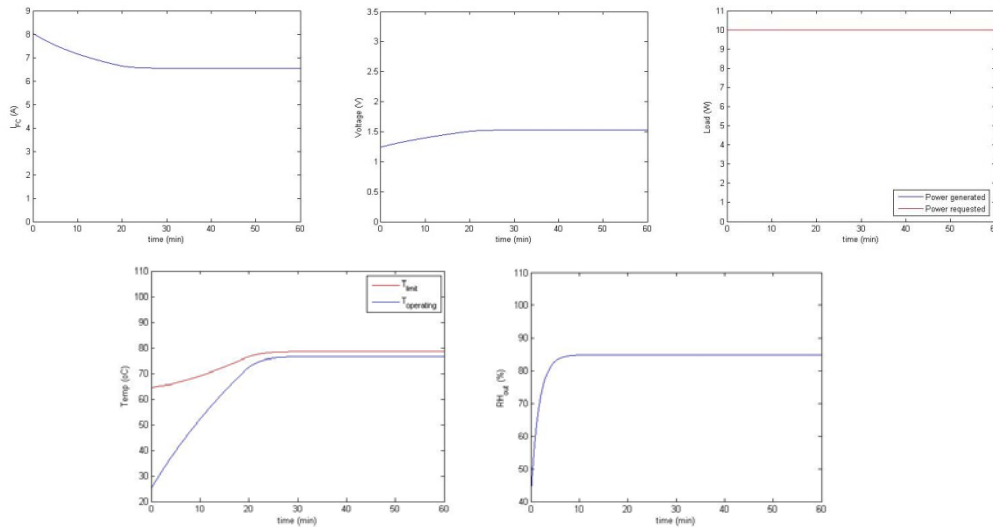 9
8
7
6
5
4
3
2
1
0
I_FC (A)
0 10 20 30 40 50 60
time (min)
3.5
3
2.5
2
1.5
1
0.5
0
Voltage (V)
0 10 20 30 40 50 60
time (min)
11
10
9
8
7
6
5
4
3
2
1
0
Load (W)
Power generated
Power requested
0 10 20 30 40 50 60
time (min)
110
100
90
80
70
60
50
40
30
20
Temp (oC)
T_limit
T_operating
0 10 20 30 40 50 60
time (min)
110
100
90
80
70
60
50
40
RH_out (%)
0 10 20 30 40 50 60
time (min)